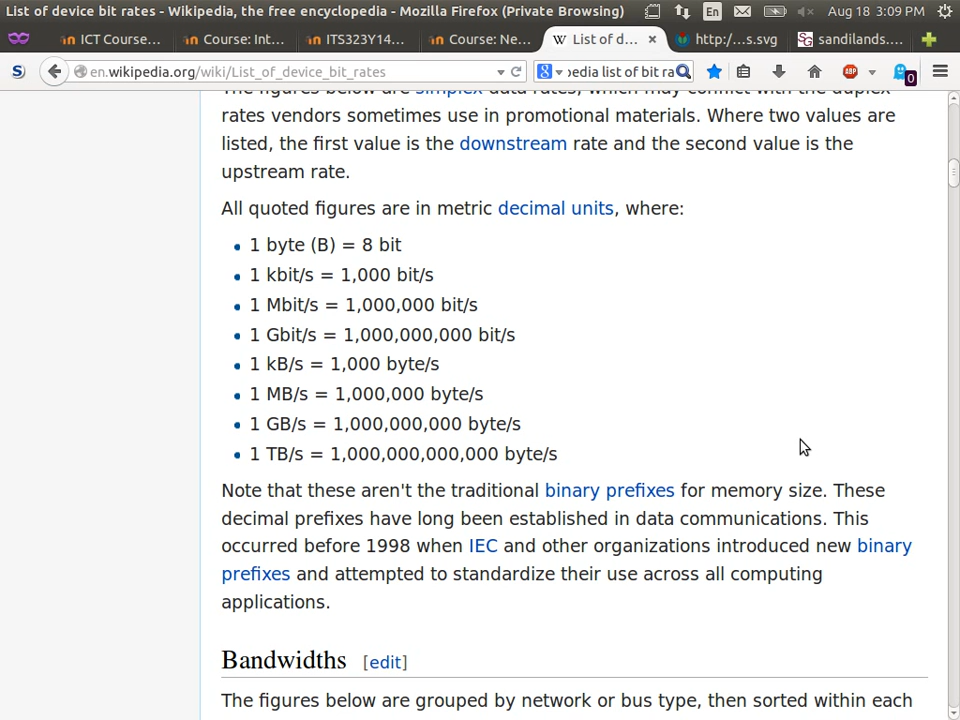 List of device bit rates - Wikipedia, the free encyclopedia - Mozilla Firefox (Private Browsing) En Aug 18 3:09 PM
ICT Course... Course: Int... ITS323Y14... Course: Ne... W List of d... × http:/...s.svg SG sandilands....
S en.wikipedia.org/wiki/List_of_device_bit_rates 8 pedia list of bit ra ABP 0
The figures below are simplex data rates, which may conflict with the duplex
rates vendors sometimes use in promotional materials. Where two values are
listed, the first value is the downstream rate and the second value is the
upstream rate.
All quoted figures are in metric decimal units, where:
• 1 byte (B) = 8 bit
• 1 kbit/s = 1,000 bit/s
• 1 Mbit/s = 1,000,000 bit/s
• 1 Gbit/s = 1,000,000,000 bit/s
• 1 kB/s = 1,000 byte/s
• 1 MB/s = 1,000,000 byte/s
• 1 GB/s = 1,000,000,000 byte/s
• 1 TB/s = 1,000,000,000,000 byte/s
Note that these aren't the traditional binary prefixes for memory size. These
decimal prefixes have long been established in data communications. This
occurred before 1998 when IEC and other organizations introduced new binary
prefixes and attempted to standardize their use across all computing
applications.
Bandwidths [edit]
The figures below are grouped by network or bus type, then sorted within each